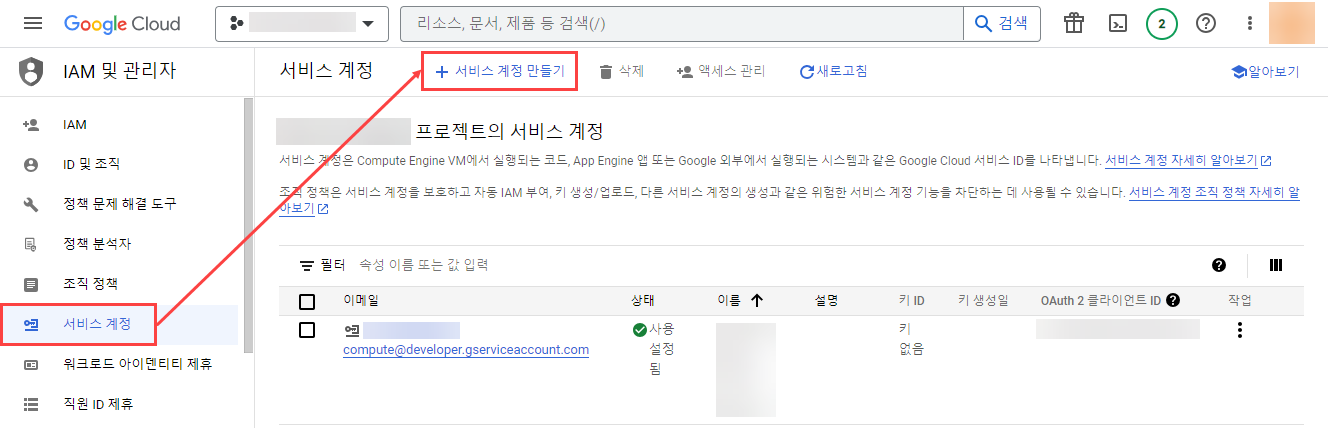 Google Cloud
리소스, 문서, 제품 등 검색(/)
검색
2
IAM 및 관리자
서비스 계정
서비스 계정 만들기
삭제
액세스 관리
새로고침
알아보기
IAM
ID 및 조직
정책 문제 해결 도구
정책 분석자
조직 정책
서비스 계정
워크로드 아이덴티티 제휴
직원 ID 제휴
프로젝트의 서비스 계정
서비스 계정은 Compute Engine VM에서 실행되는 코드, App Engine 앱 또는 Google 외부에서 실행되는 시스템과 같은 Google Cloud 서비스 ID를 나타냅니다. 서비스 계정 자세히 알아보기
조직 정책은 서비스 계정을 보호하고 자동 IAM 부여, 키 생성/업로드, 다른 서비스 계정의 생성과 같은 위험한 서비스 계정 기능을 차단하는 데 사용될 수 있습니다. 서비스 계정 조직 정책 자세히 알
아보기
필터 속성 이름 또는 값 입력
이메일 상태 이름 설명 키 ID 키 생성일 OAuth 2 클라이언트 ID 작업
compute@developer.gserviceaccount.com
사용
설정
됨
키
없음